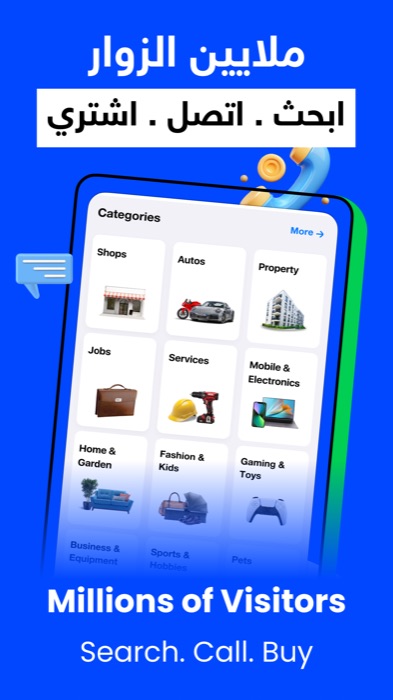 ملايين الزوار
ابحث . اتصل . اشتري
Categories
More →
Shops
Autos
Property
Jobs
Services
Mobile &
Electronics
Home &
Garden
Fashion &
Kids
Gaming &
Toys
Business &
Equipment
Sports &
Hobbies
Pets
Millions of Visitors
Search. Call. Buy